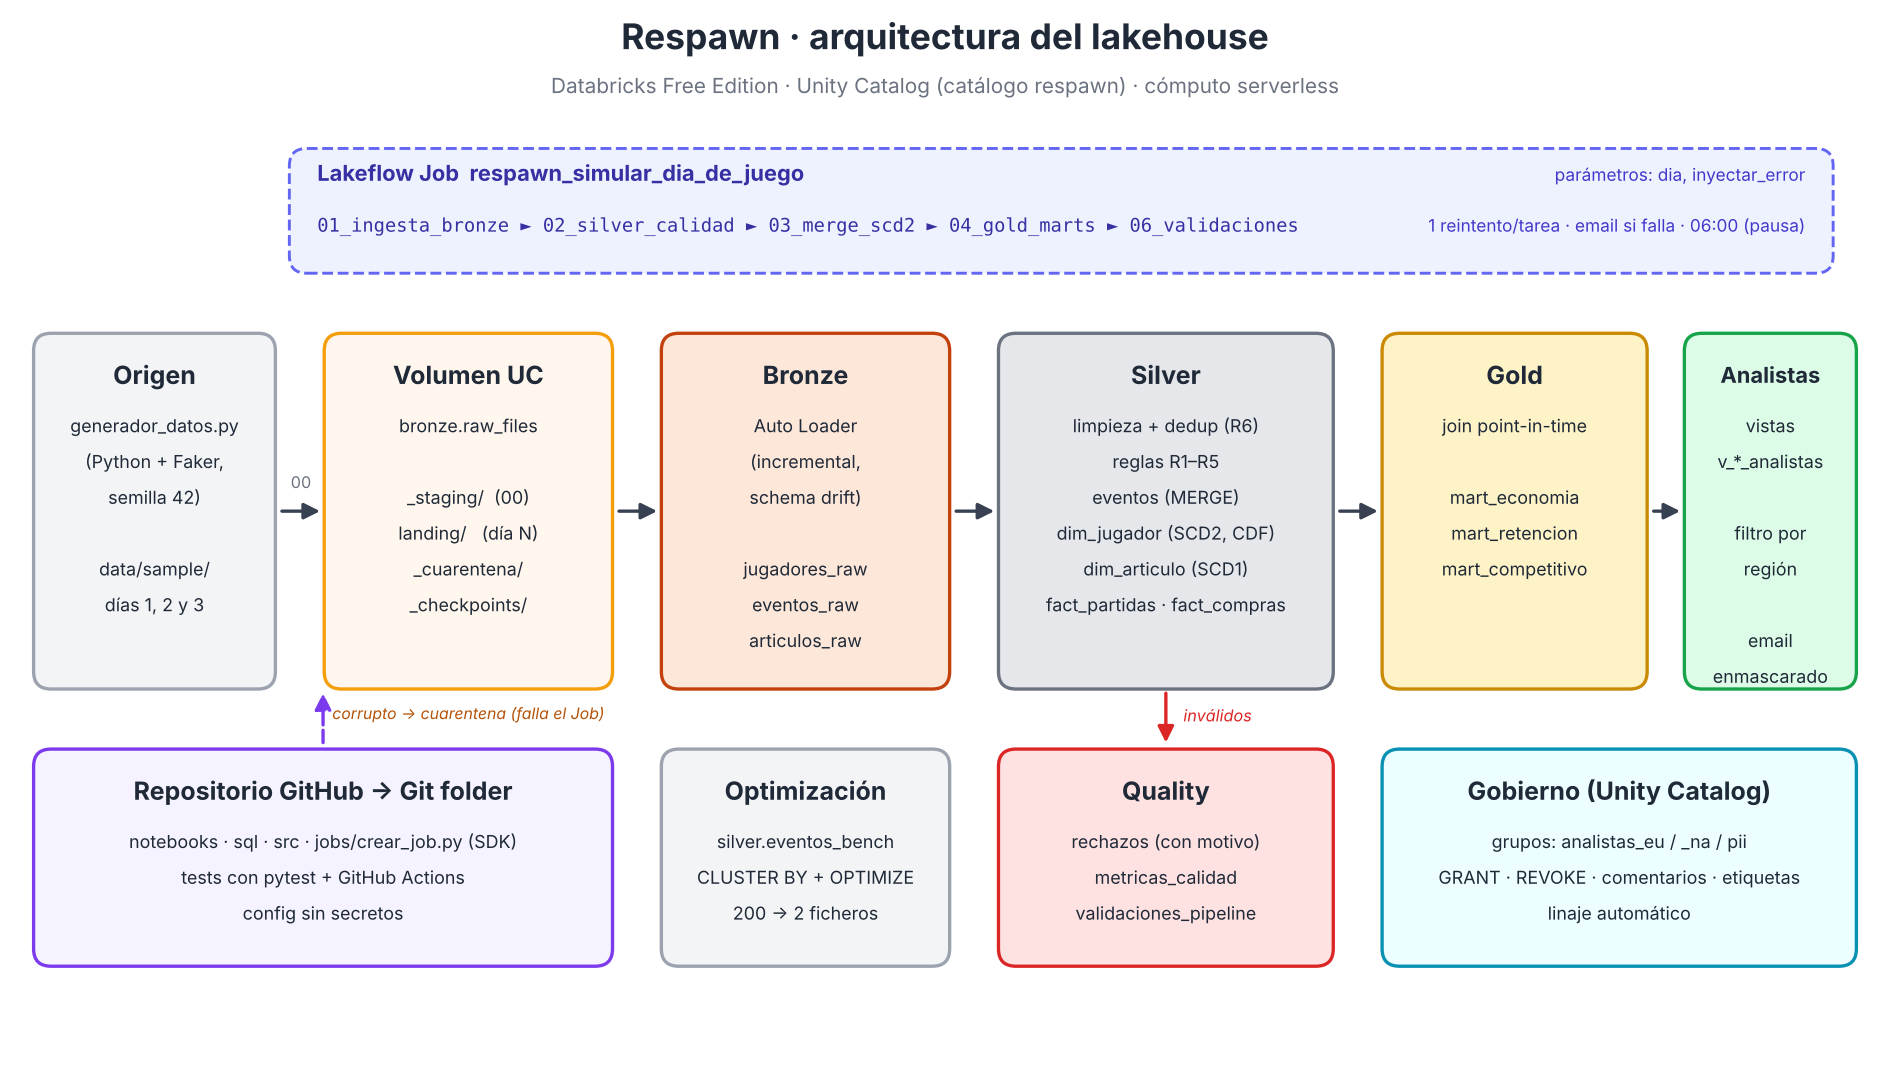 Respawn · arquitectura del lakehouse
Databricks Free Edition · Unity Catalog (catálogo respawn) · cómputo serverless
Lakeflow Job respawn_simular_dia_de_juego
parámetros: dia, inyectar_error
01_ingesta_bronze ► 02_silver_calidad ► 03_merge_scd2 ► 04_gold_marts ► 06_validaciones
1 reintento/tarea · email si falla · 06:00 (pausa)
Origen
generador_datos.py
(Python + Faker,
semilla 42)
data/sample/
días 1, 2 y 3
00
Volumen UC
bronze.raw_files
_staging/ (00)
landing/ (día N)
_cuarentena/
_checkpoints/
Bronze
Auto Loader
(incremental,
schema drift)
jugadores_raw
eventos_raw
articulos_raw
Silver
limpieza + dedup (R6)
reglas R1–R5
eventos (MERGE)
dim_jugador (SCD2, CDF)
dim_articulo (SCD1)
fact_partidas · fact_compras
Gold
join point-in-time
mart_economia
mart_retencion
mart_competitivo
Analistas
vistas
v_*_analistas
filtro por
región
email
enmascarado
corrupto → cuarentena (falla el Job)
inválidos
Repositorio GitHub → Git folder
notebooks · sql · src · jobs/crear_job.py (SDK)
tests con pytest + GitHub Actions
config sin secretos
Optimización
silver.eventos_bench
CLUSTER BY + OPTIMIZE
200 → 2 ficheros
Quality
rechazos (con motivo)
metricas_calidad
validaciones_pipeline
Gobierno (Unity Catalog)
grupos: analistas_eu / _na / pii
GRANT · REVOKE · comentarios · etiquetas
linaje automático